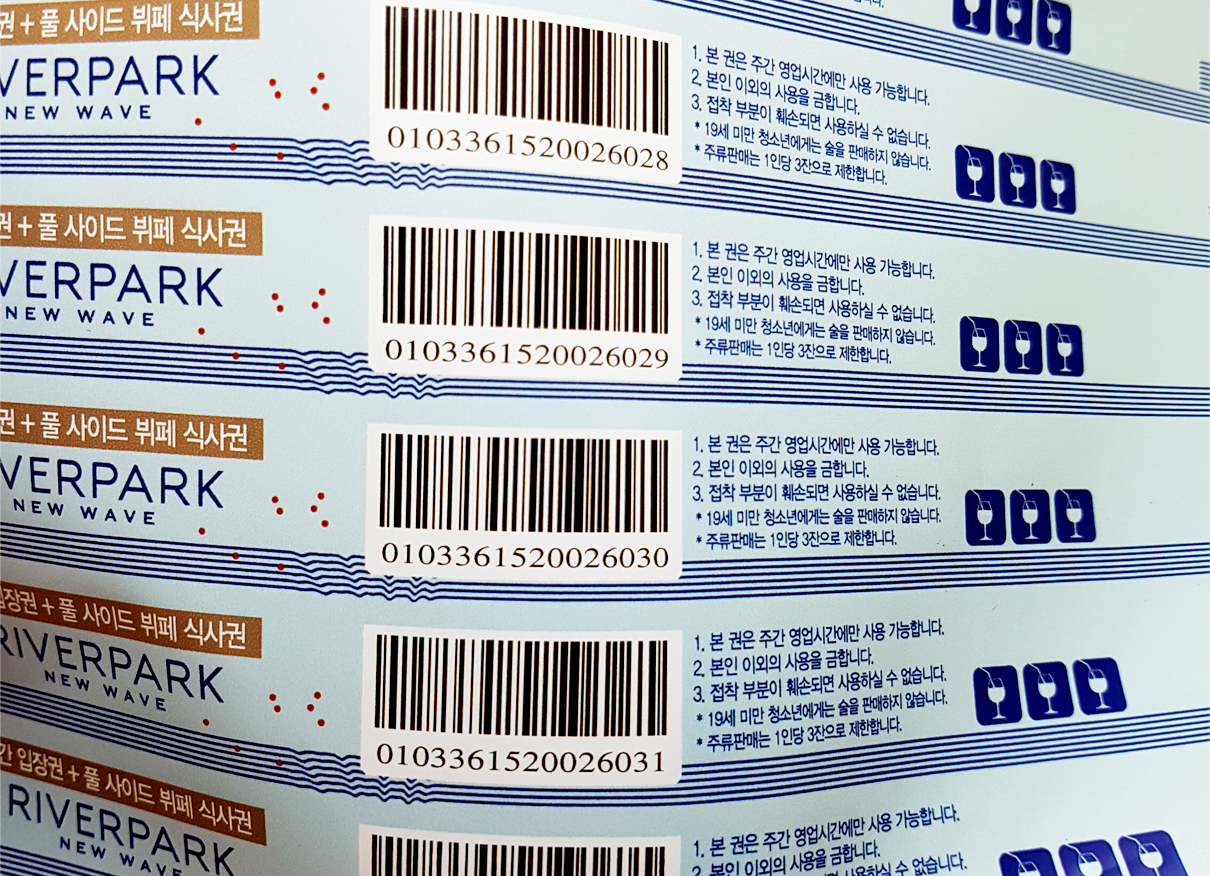 권 + 풀 사이드 뷔페 식사권
VERPARK
NEW WAVE
0103361520026028
1. 본 권은 주간 영업시간에만 사용 가능합니다.
2. 본인 이외의 사용을 금합니다.
3. 접착 부분이 훼손되면 사용하실 수 없습니다.
* 19세 미만 청소년에게는 술을 판매하지 않습니다.
* 주류판매는 1인당 3잔으로 제한합니다.
권 + 풀 사이드 뷔페 식사권
VERPARK
NEW WAVE
0103361520026029
1. 본 권은 주간 영업시간에만 사용 가능합니다.
2. 본인 이외의 사용을 금합니다.
3. 접착 부분이 훼손되면 사용하실 수 없습니다.
* 19세 미만 청소년에게는 술을 판매하지 않습니다.
* 주류판매는 1인당 3잔으로 제한합니다.
권 + 풀 사이드 뷔페 식사권
VERPARK
NEW WAVE
0103361520026030
1. 본 권은 주간 영업시간에만 사용 가능합니다.
2. 본인 이외의 사용을 금합니다.
3. 접착 부분이 훼손되면 사용하실 수 없습니다.
* 19세 미만 청소년에게는 술을 판매하지 않습니다.
* 주류판매는 1인당 3잔으로 제한합니다.
입장권 + 풀 사이드 뷔페 식사권
RIVERPARK
NEW WAVE
0103361520026031
1. 본 권은 주간 영업시간에만 사용 가능합니다.
2. 본인 이외의 사용을 금합니다.
3. 접착 부분이 훼손되면 사용하실 수 없습니다.
* 19세 미만 청소년에게는 술을 판매하지 않습니다.
* 주류판매는 1인당 3잔으로 제한합니다.
간 입장권 + 풀 사이드 뷔페 식사권
RIVERPARK
NEW WAVE
1. 본 권은 주간 영업시간에만 사용 가능합니다.
2. 본인 이외의 사용을 금합니다.
사용하실 수 없습니다.